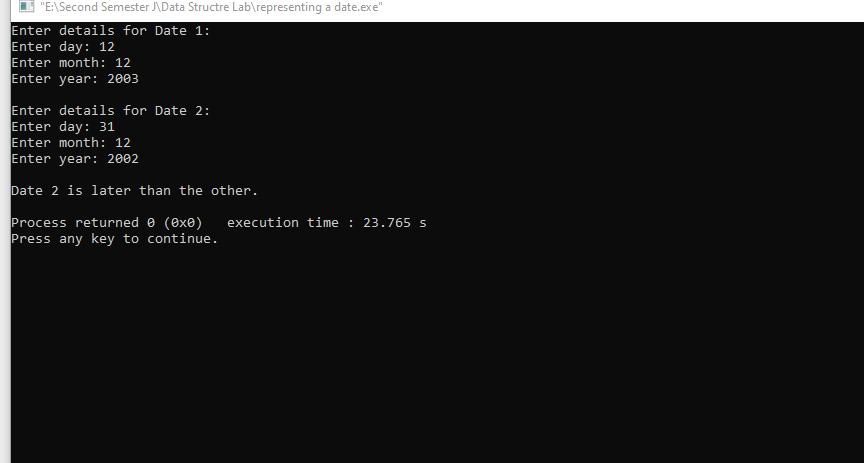 "E:\Second Semester J\Data Structre Lab\representing a date.exe"
Enter details for Date 1:
Enter day: 12
Enter month: 12
Enter year: 2003
Enter details for Date 2:
Enter day: 31
Enter month: 12
Enter year: 2002
Date 2 is later than the other.
Process returned 0 (0x0)   execution time : 23.765 s
Press any key to continue.